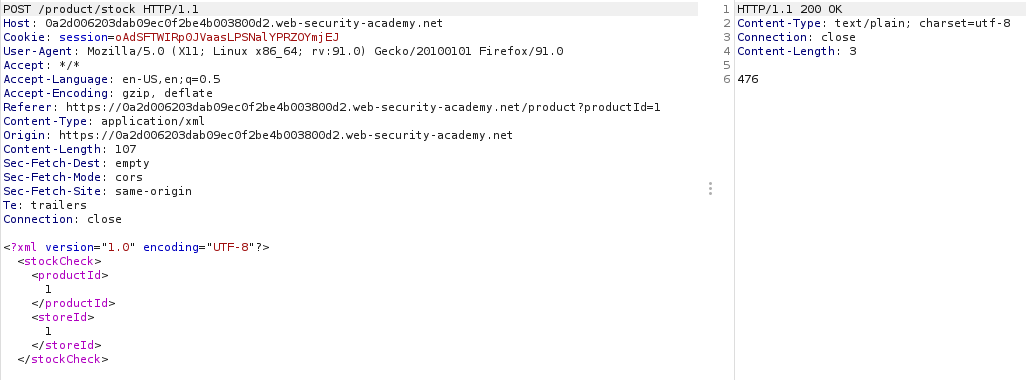 POST /product/stock HTTP/1.1
Host: 0a2d006203dab09ec0f2be4b003800d2.web-security-academy.net
Cookie: session=oAdSFTWIRpOJVaasLPSNalYPRZOYmjEJ
User-Agent: Mozilla/5.0 (X11; Linux x86_64; rv:91.0) Gecko/20100101 Firefox/91.0
Accept: */*
Accept-Language: en-US,en;q=0.5
Accept-Encoding: gzip, deflate
Referer: https://0a2d006203dab09ec0f2be4b003800d2.web-security-academy.net/product?productId=1
Content-Type: application/xml
Origin: https://0a2d006203dab09ec0f2be4b003800d2.web-security-academy.net
Content-Length: 107
Sec-Fetch-Dest: empty
Sec-Fetch-Mode: cors
Sec-Fetch-Site: same-origin
Te: trailers
Connection: close
<?xml version="1.0" encoding="UTF-8"?>
<stockCheck>
<productId>
1
</productId>
<storeId>
1
</storeId>
</stockCheck>
1 HTTP/1.1 200 OK
2 Content-Type: text/plain; charset=utf-8
3 Connection: close
4 Content-Length: 3
5
6 476